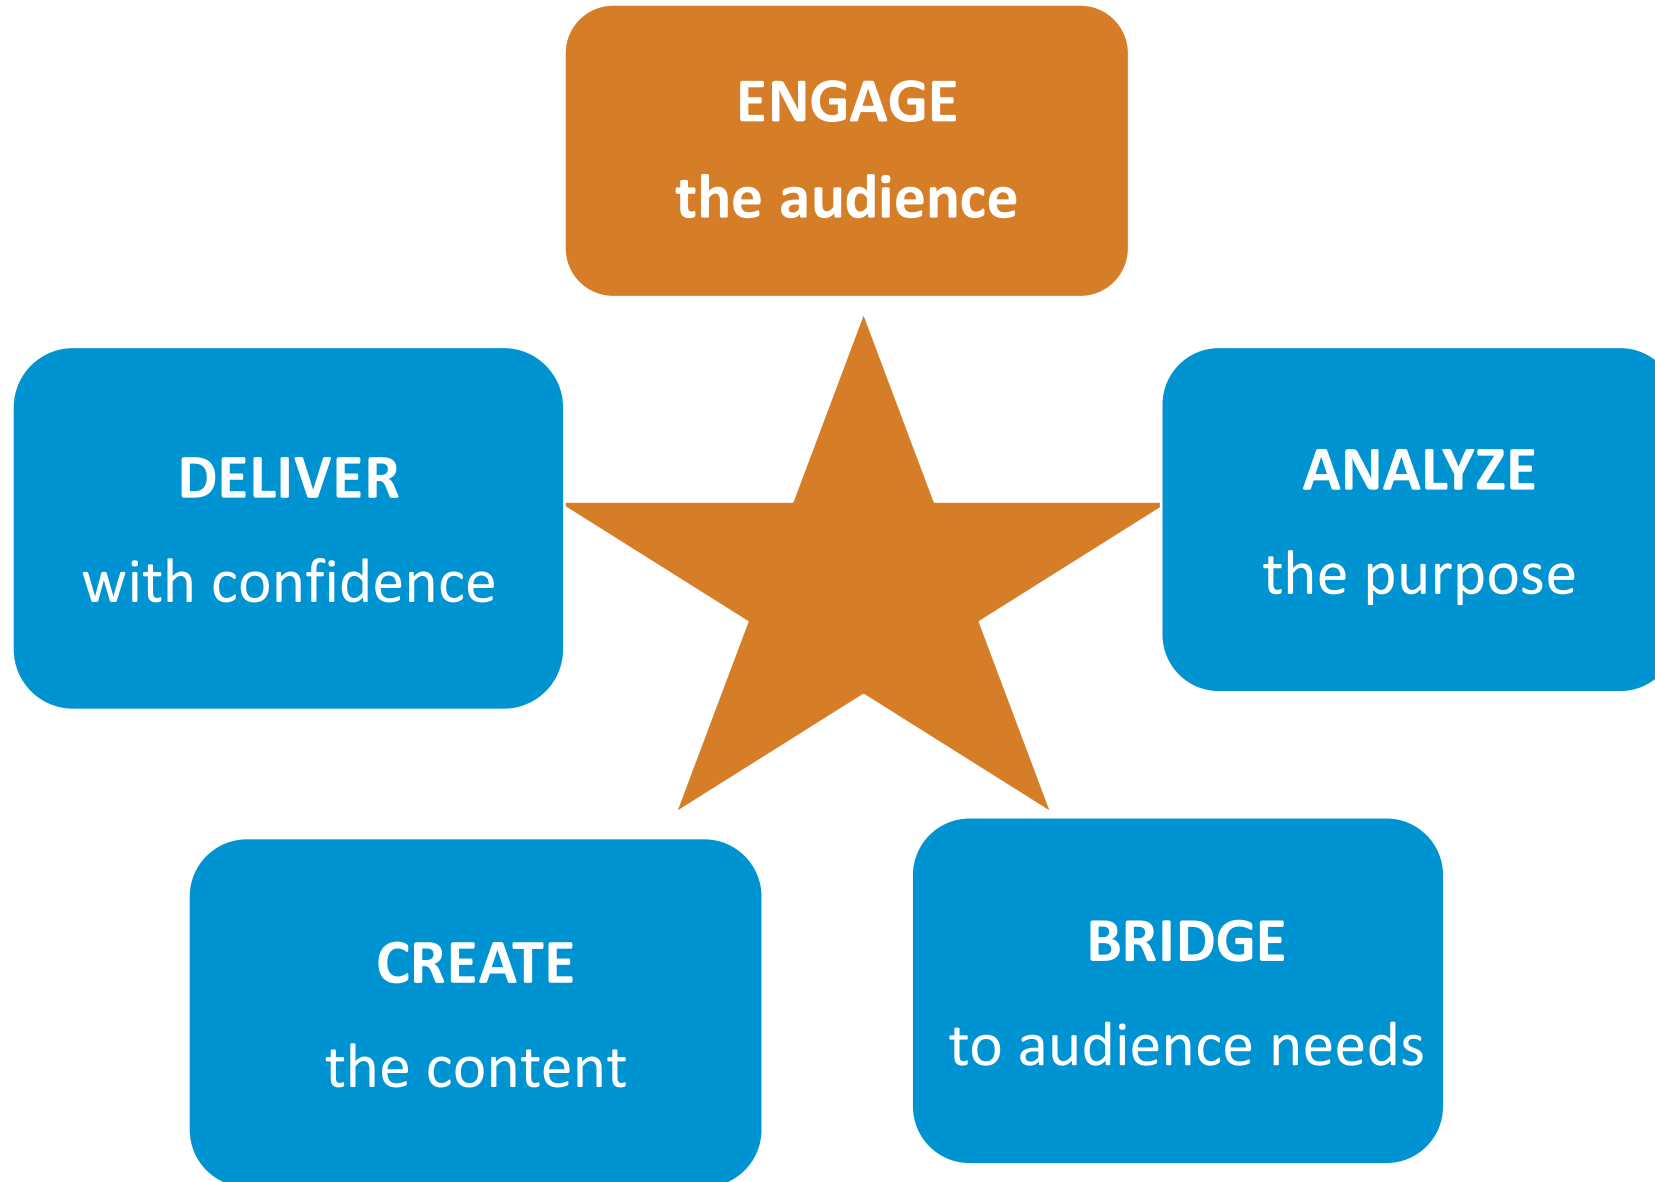 ENGAGE
the audience
DELIVER
with confidence
ANALYZE
the purpose
CREATE
the content
BRIDGE
to audience needs